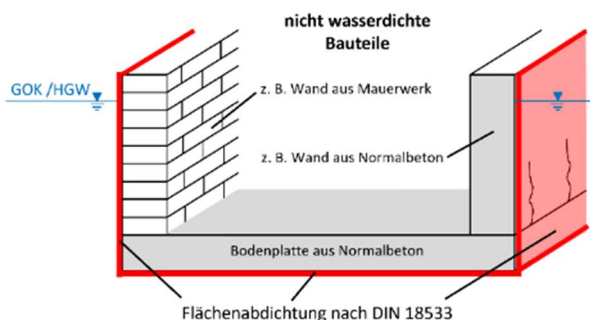 nicht wasserdichte
Bauteile
GOK /HGW
z. B. Wand aus Mauerwerk
z. B. Wand aus Normalbeton
Bodenplatte aus Normalbeton
Flächenabdichtung nach DIN 18533